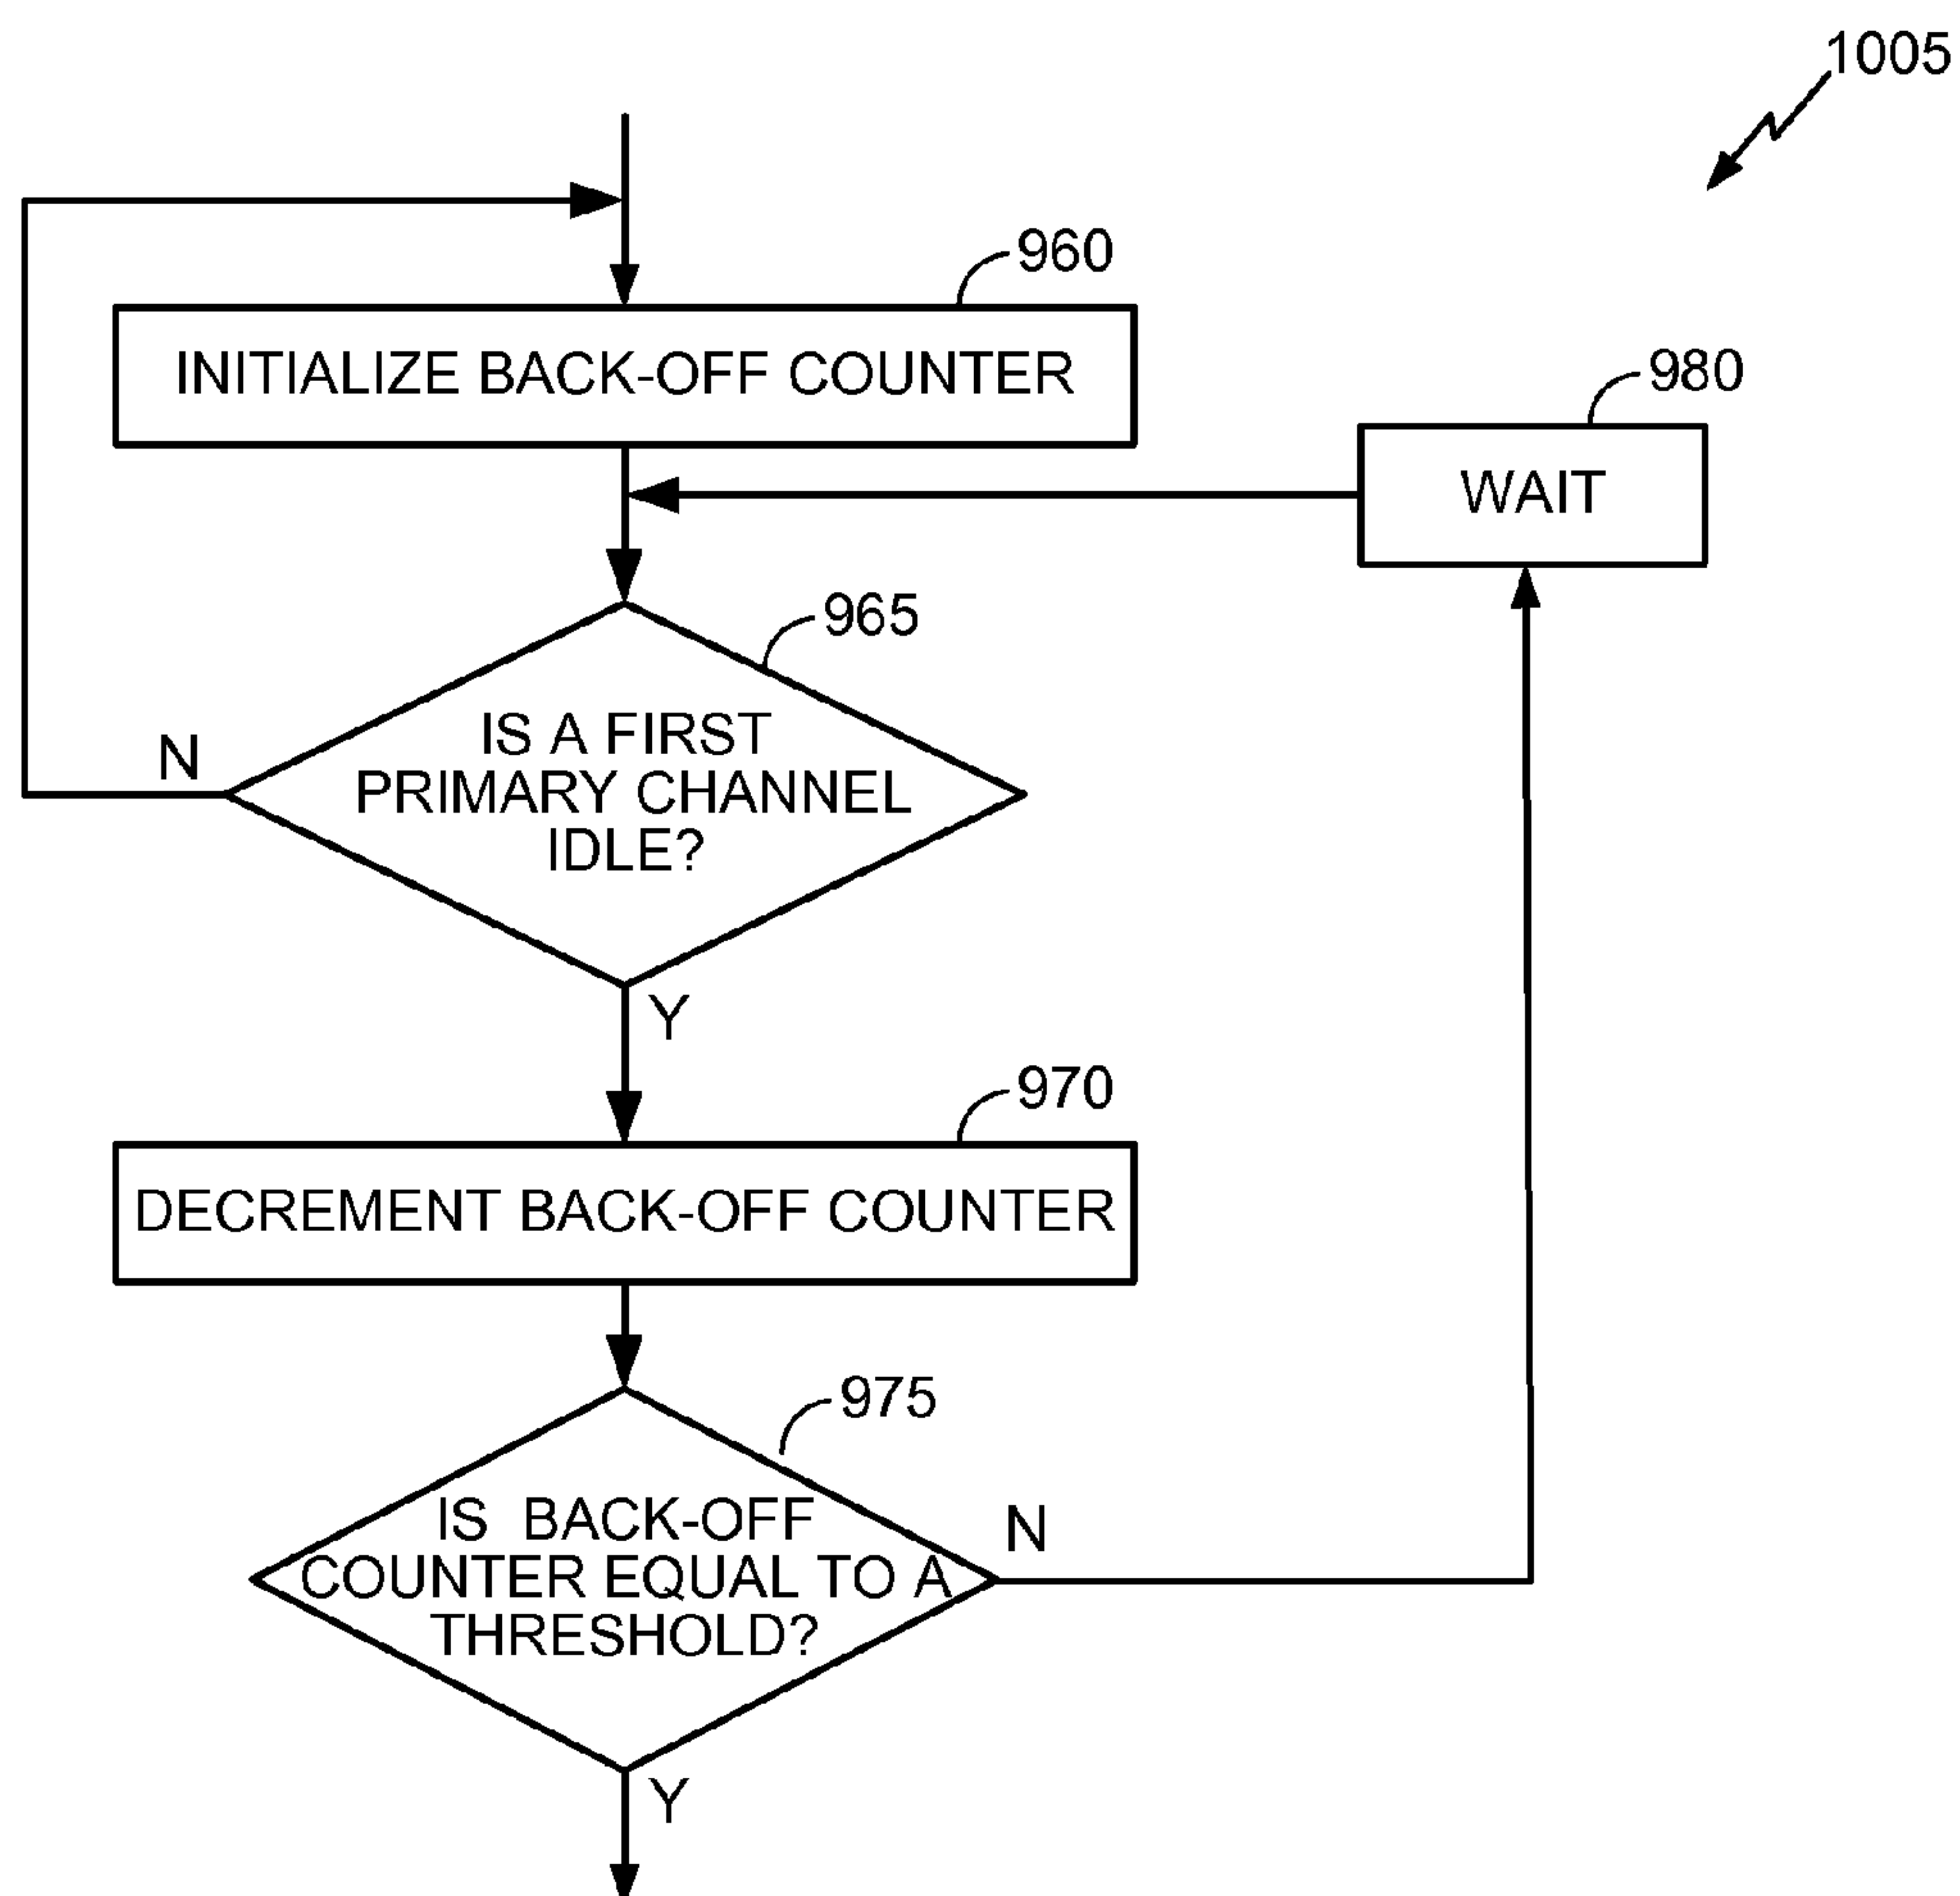 1005
960
INITIALIZE BACK-OFF COUNTER
980
WAIT
965
IS A FIRST
PRIMARY CHANNEL
IDLE?
N
Y
970
DECREMENT BACK-OFF COUNTER
975
IS BACK-OFF
COUNTER EQUAL TO A
THRESHOLD?
N
Y